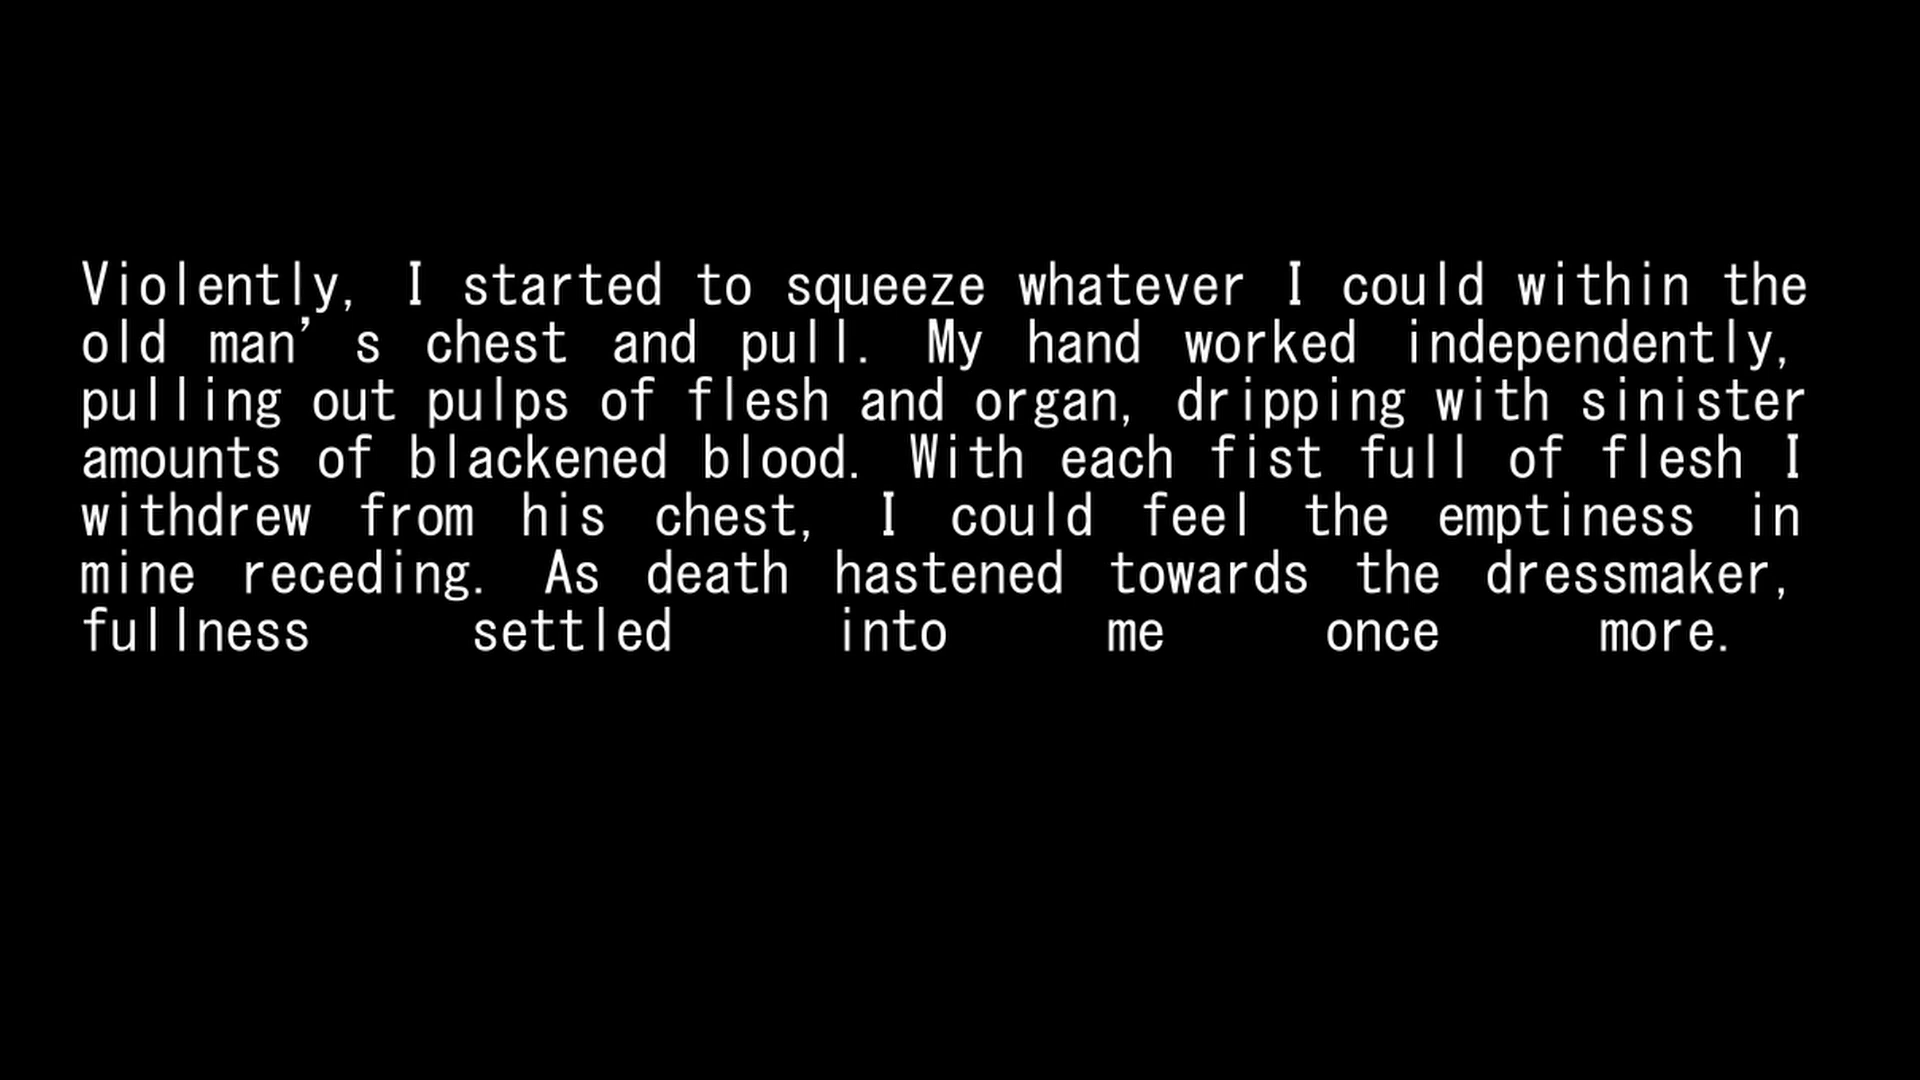 Violently, I started to squeeze whatever I could within the
old man’s chest and pull. My hand worked independently,
pulling out pulps of flesh and organ, dripping with sinister
amounts of blackened blood. With each fist full of flesh I
withdrew from his chest, I could feel the emptiness in
mine receding. As death hastened towards the dressmaker,
fullness settled into me once more.